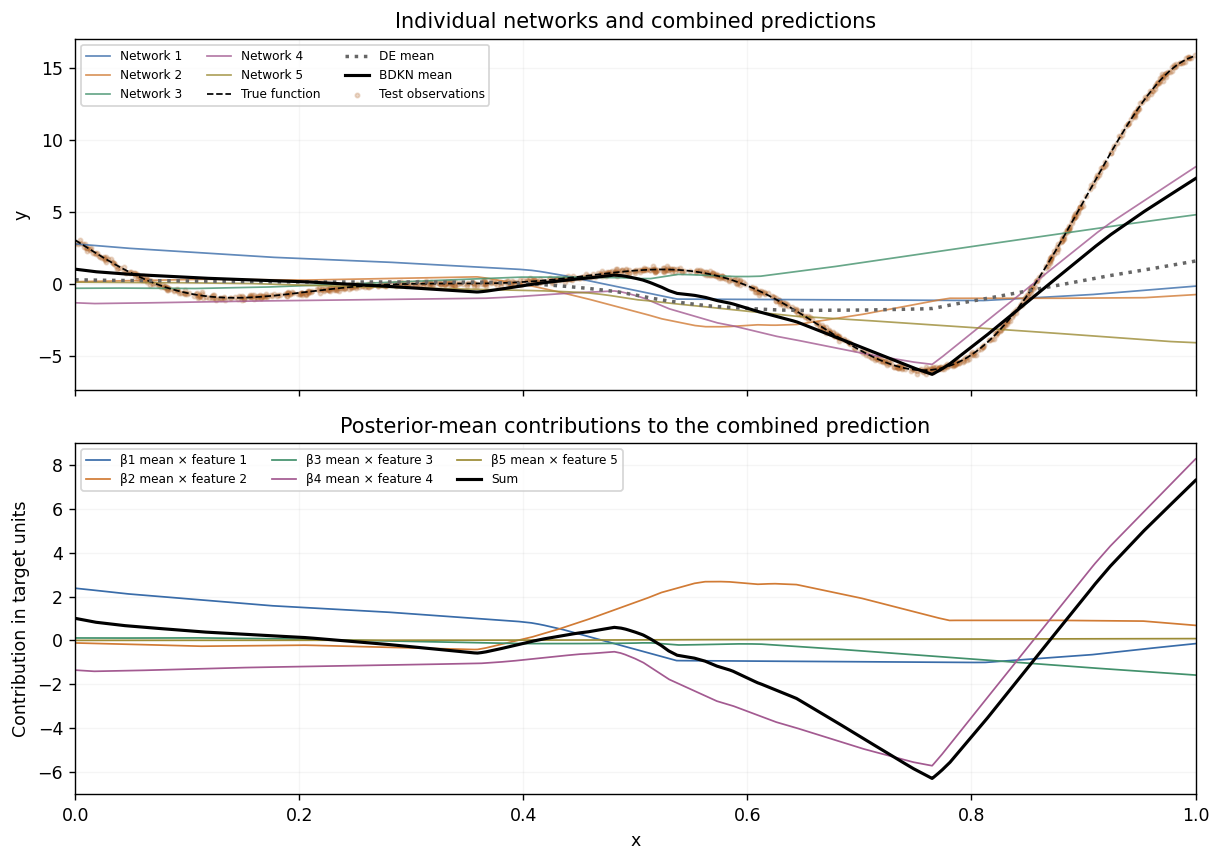 Individual networks and combined predictions
Network 1
Network 2
Network 3
Network 4
Network 5
True function
DE mean
BDKN mean
Test observations
15
10
5
0
−5
y
Posterior-mean contributions to the combined prediction
β1 mean × feature 1
β2 mean × feature 2
β3 mean × feature 3
β4 mean × feature 4
β5 mean × feature 5
Sum
8
6
4
2
0
−2
−4
−6
Contribution in target units
0.0
0.2
0.4
0.6
0.8
1.0
x